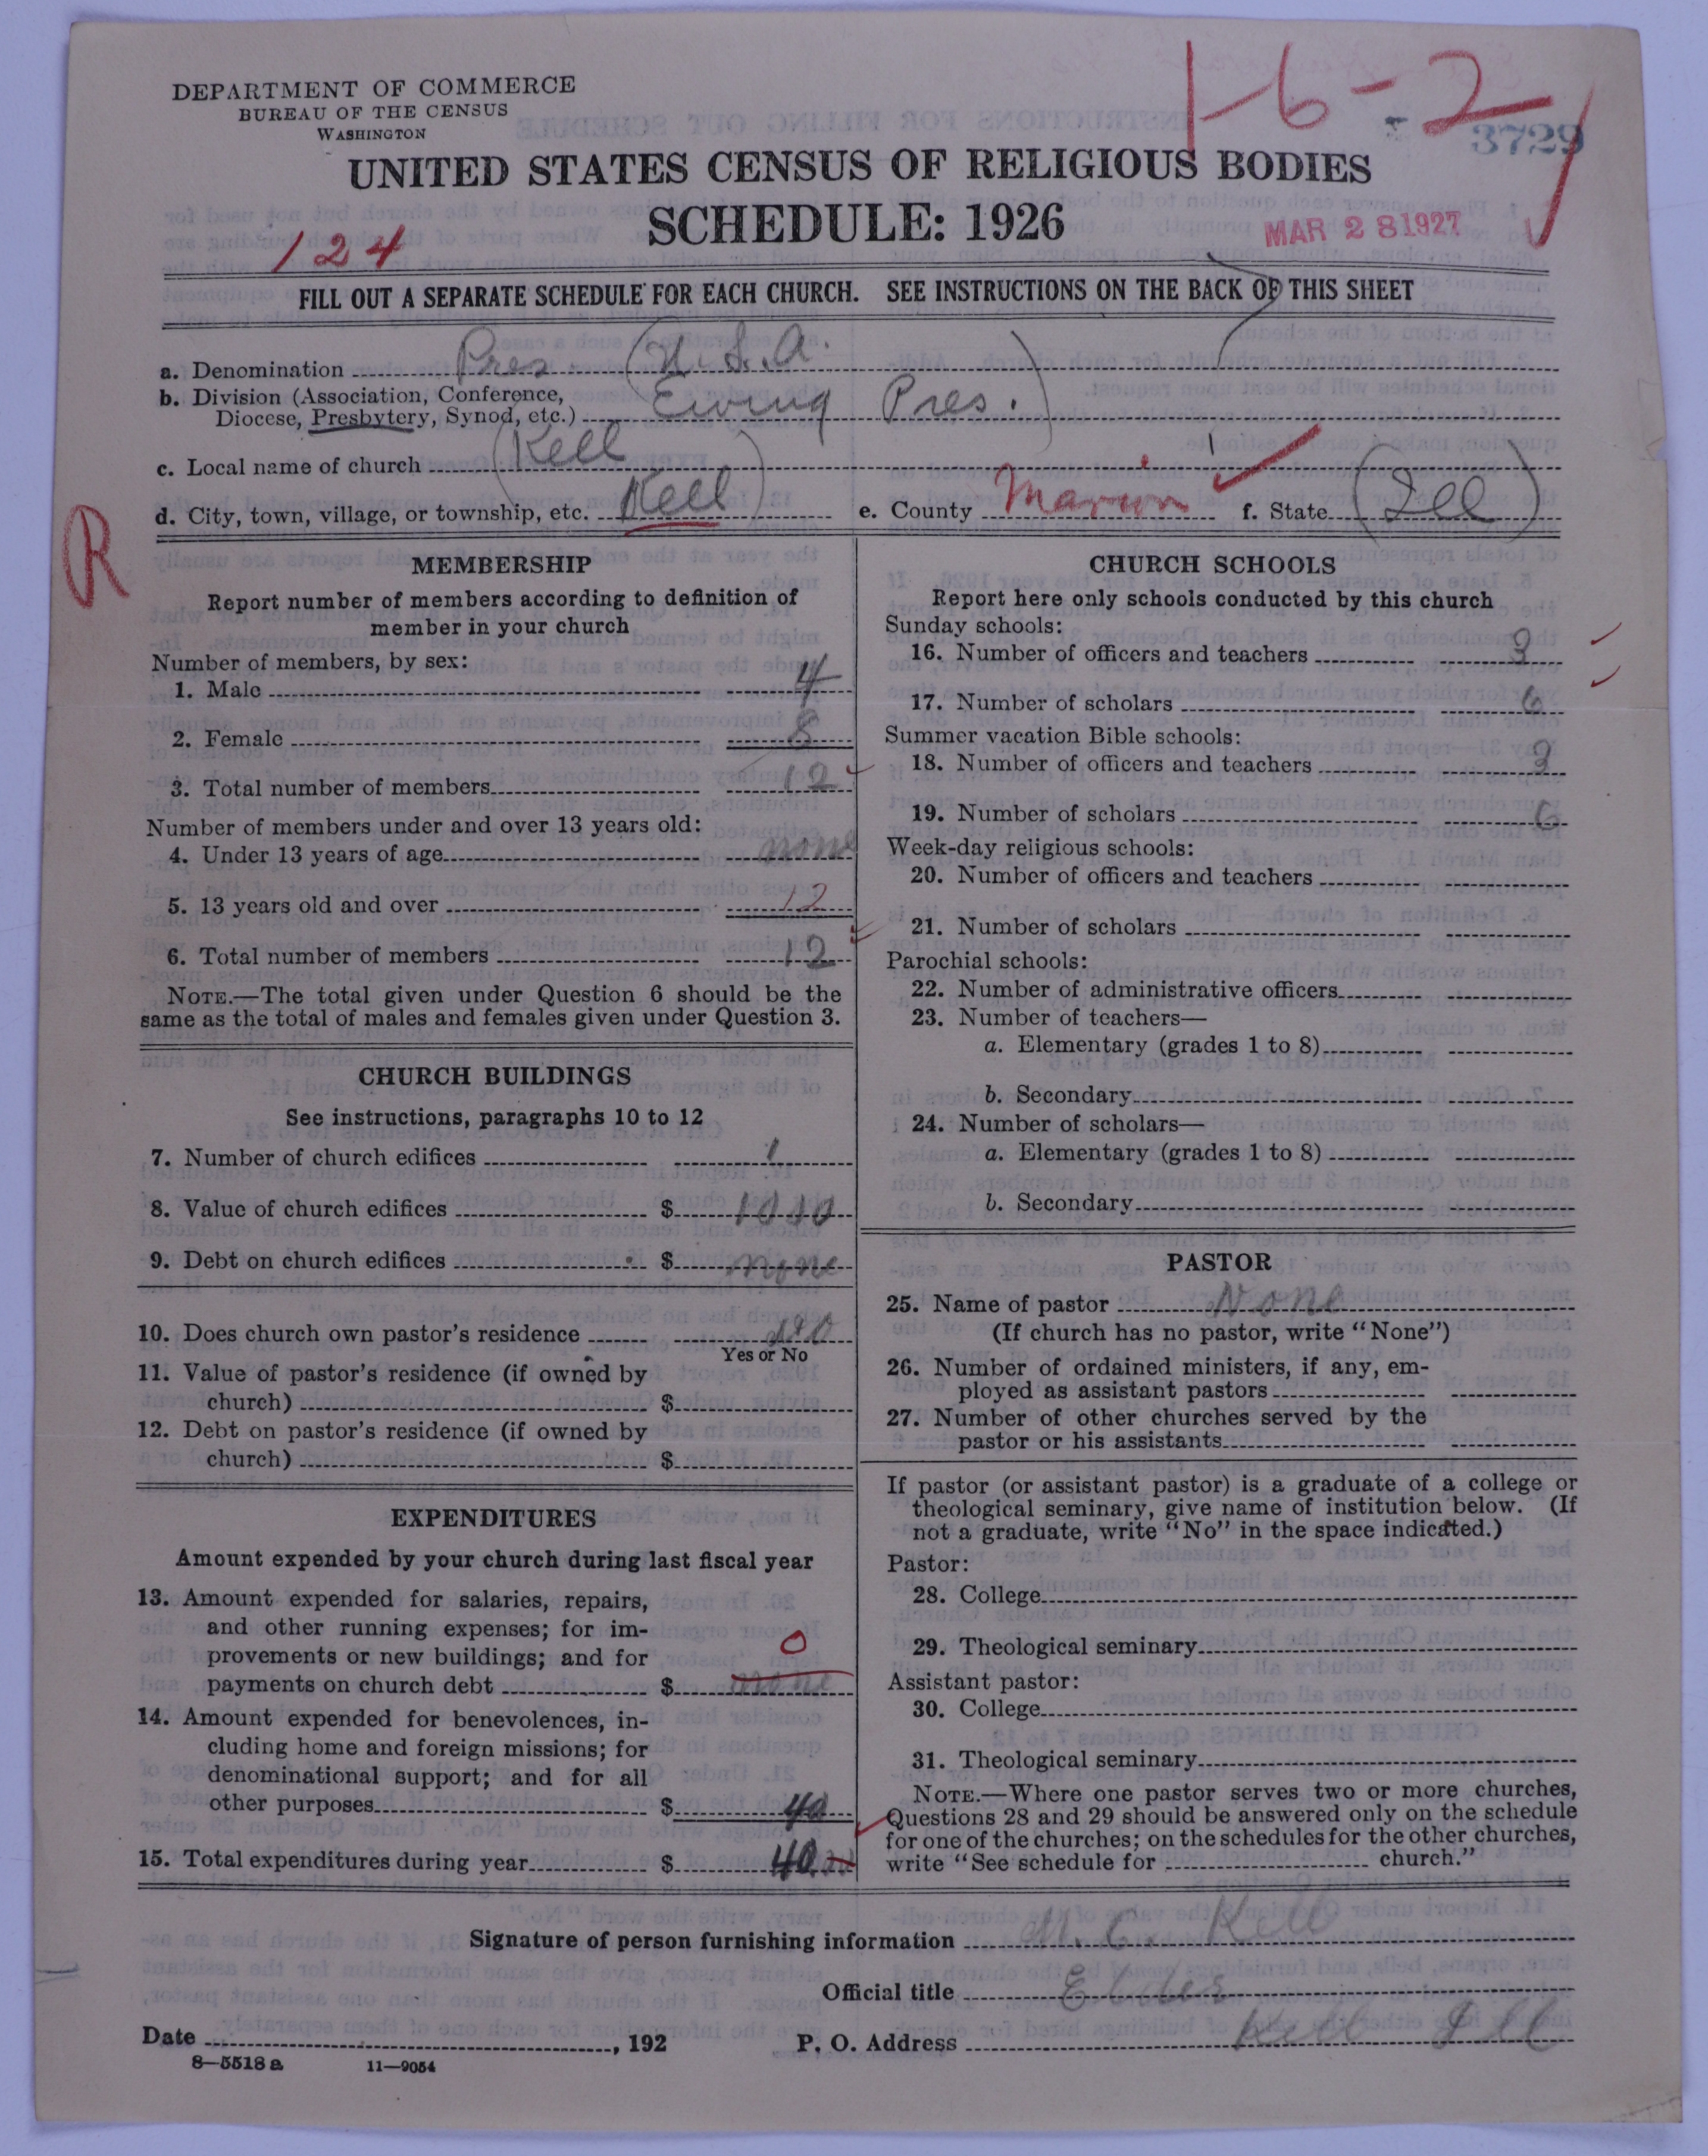 1-6-2
3729
DEPARTMENT OF COMMERCE
BUREAU OF THE CENSUS
WASHINGTON
UNITED STATES CENSUS OF RELIGIOUS BODIES
SCHEDULE: 1926
MAR 28 1927
124
FILL OUT A SEPARATE SCHEDULE FOR EACH CHURCH. SEE INSTRUCTIONS ON THE BACK OF THIS SHEET
a. Denomination Pres (U.S.A.
b. Division (Association, Conference,
Diocese, Presbytery, Synod, etc.) Ewing Pres.)
c. Local name of church (Kell
d. City, town, village, or township, etc. Kell) e. County Marion f. State (Ill)
R
MEMBERSHIP
Report number of members according to definition of
member in your church
Number of members, by sex:
1. Male 4
2. Female 8
3. Total number of members 12
Number of members under and over 13 years old:
4. Under 13 years of age none
5. 13 years old and over 12
6. Total number of members 12
NOTE.—The total given under Question 6 should be the
same as the total of males and females given under Question 3.
CHURCH BUILDINGS
See instructions, paragraphs 10 to 12
7. Number of church edifices 1
8. Value of church edifices $
9. Debt on church edifices $ none
10. Does church own pastor's residence
Yes or No
11. Value of pastor's residence (if owned by
church) $
12. Debt on pastor's residence (if owned by
church) $
EXPENDITURES
Amount expended by your church during last fiscal year
13. Amount expended for salaries, repairs,
and other running expenses; for im-
provements or new buildings; and for
0
payments on church debt $ none
14. Amount expended for benevolences, in-
cluding home and foreign missions; for
denominational support; and for all
other purposes $ 40
15. Total expenditures during year $ 40
CHURCH SCHOOLS
Report here only schools conducted by this church
Sunday schools:
16. Number of officers and teachers 3
17. Number of scholars 6
Summer vacation Bible schools:
18. Number of officers and teachers 3
19. Number of scholars 6
Week-day religious schools:
20. Number of officers and teachers
21. Number of scholars
Parochial schools:
22. Number of administrative officers
23. Number of teachers—
a. Elementary (grades 1 to 8)
b. Secondary
24. Number of scholars—
a. Elementary (grades 1 to 8)
b. Secondary
PASTOR
25. Name of pastor None
(If church has no pastor, write "None")
26. Number of ordained ministers, if any, em-
ployed as assistant pastors
27. Number of other churches served by the
pastor or his assistants
If pastor (or assistant pastor) is a graduate of a college or
theological seminary, give name of institution below. (If
not a graduate, write "No" in the space indicated.)
Pastor:
28. College
29. Theological seminary
Assistant pastor:
30. College
31. Theological seminary
NOTE.—Where one pastor serves two or more churches,
Questions 28 and 29 should be answered only on the schedule
for one of the churches; on the schedules for the other churches,
write "See schedule for church."
Signature of person furnishing information M. C. Kell
Official title Elder
Date , 192 P. O. Address Kell Ill
8—5518 a 11—9054